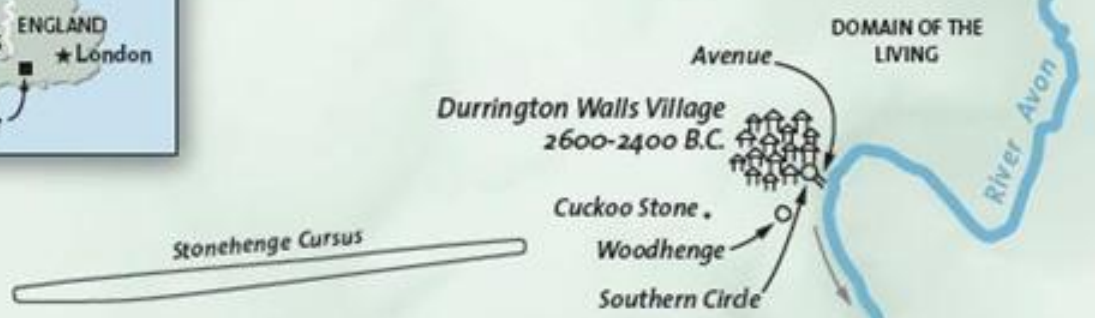 ENGLAND
London
DOMAIN OF THE
LIVING
Avenue
River Avon
Durrington Walls Village
2600-2400 B.C.
Cuckoo Stone
Stonehenge Cursus
Woodhenge
Southern Circle